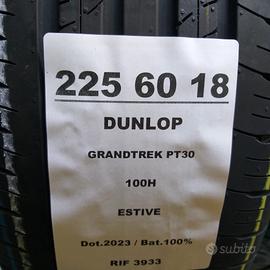 225 60 18
DUNLOP
GRANDTREK PT30
100H
ESTIVE
Dot.2023 / Bat.100%
RIF 3933
subito